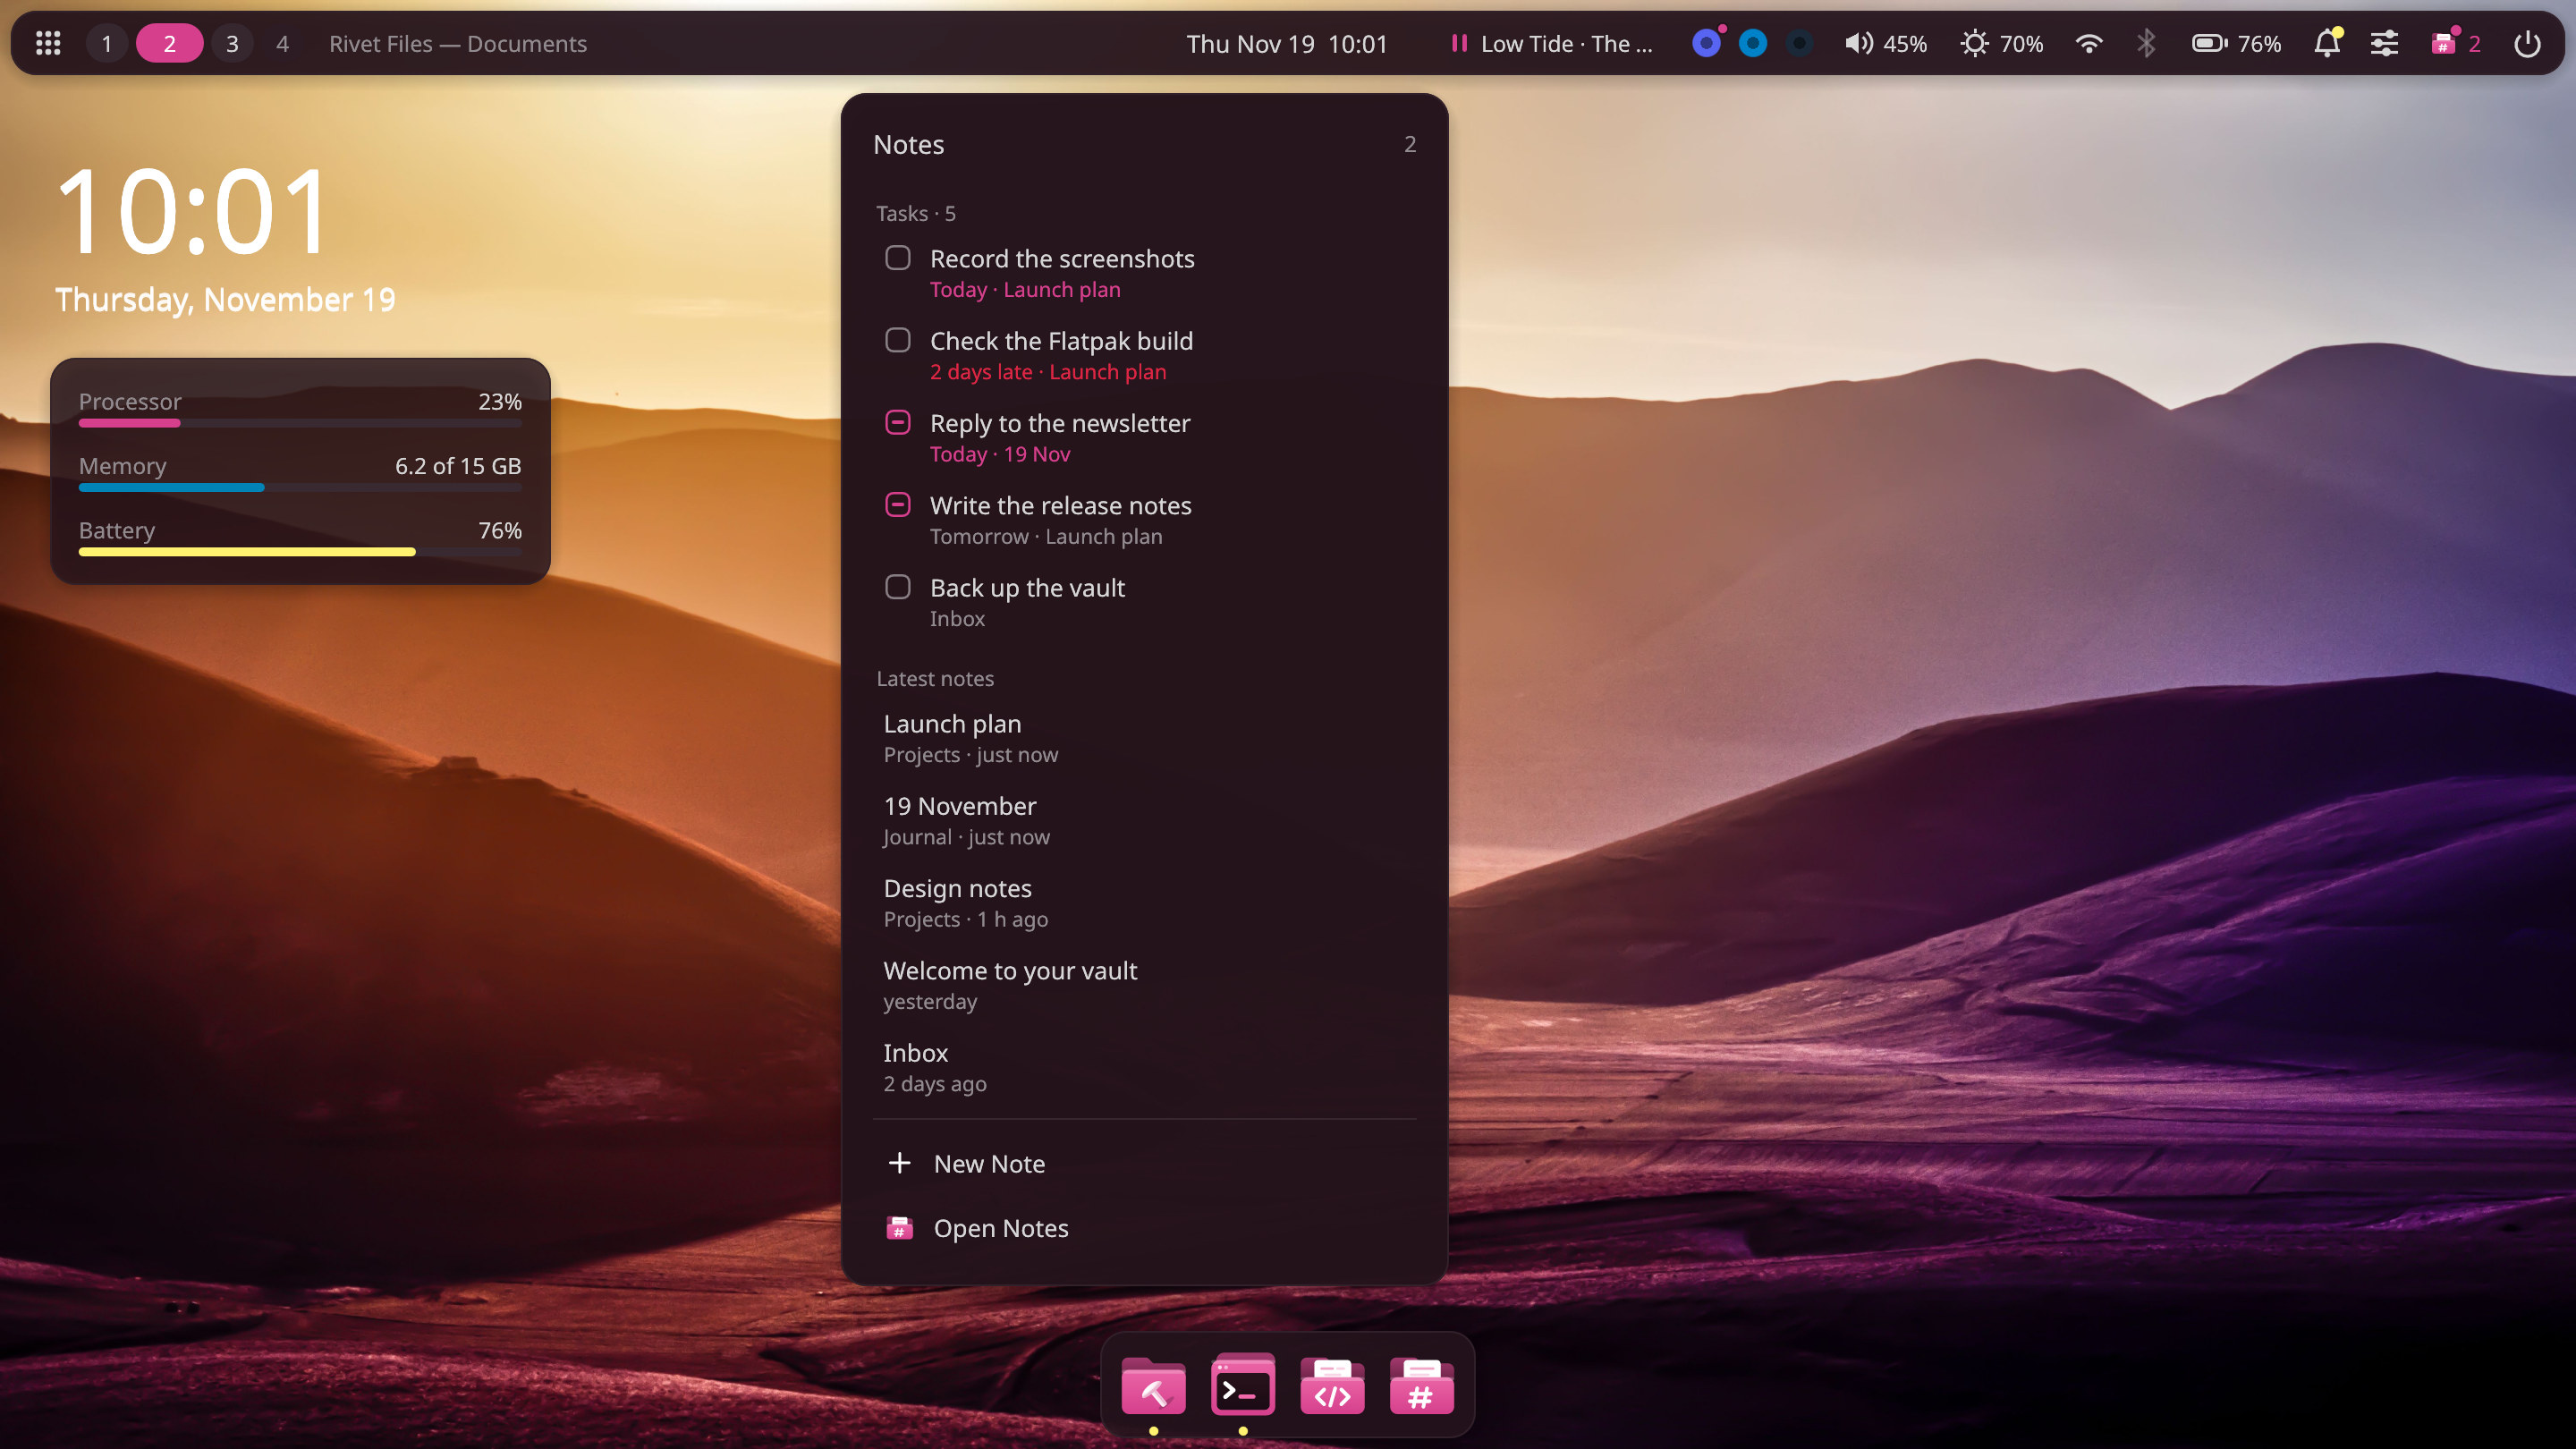 1 2 3 4 Rivet Files — Documents Thu Nov 19 10:01 Low Tide · The ... 45% 70% 76% 2
10:01
Thursday, November 19
Processor 23%
Memory 6.2 of 15 GB
Battery 76%
Notes 2
Tasks · 5
Record the screenshots
Today · Launch plan
Check the Flatpak build
2 days late · Launch plan
Reply to the newsletter
Today · 19 Nov
Write the release notes
Tomorrow · Launch plan
Back up the vault
Inbox
Latest notes
Launch plan
Projects · just now
19 November
Journal · just now
Design notes
Projects · 1 h ago
Welcome to your vault
yesterday
Inbox
2 days ago
New Note
Open Notes